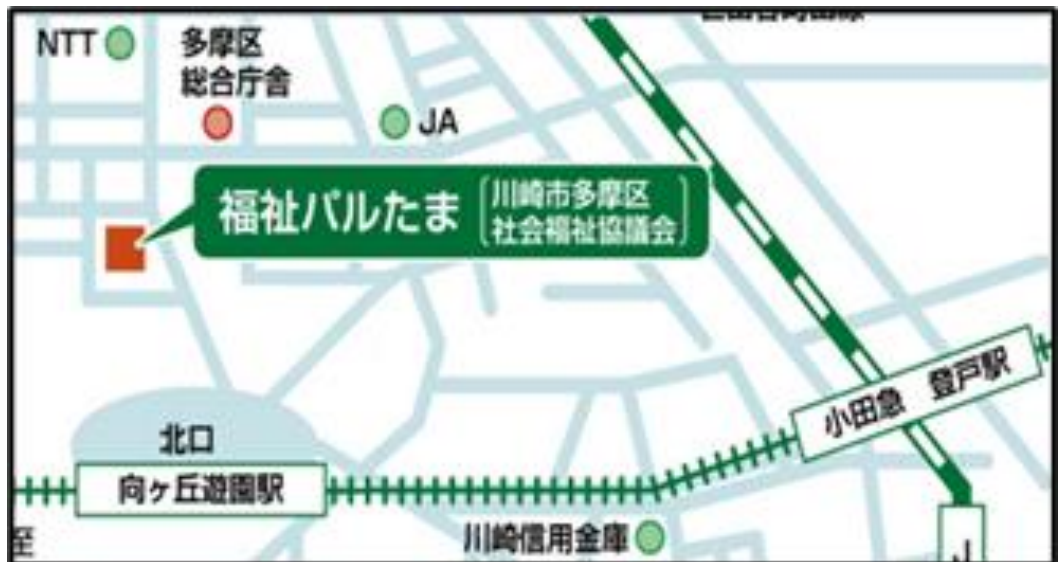 NTT
多摩区
総合庁舎
JA
福祉パルたま
川崎市多摩区
社会福祉協議会
小田急 登戸駅
北口
向ヶ丘遊園駅
川崎信用金庫
至
J